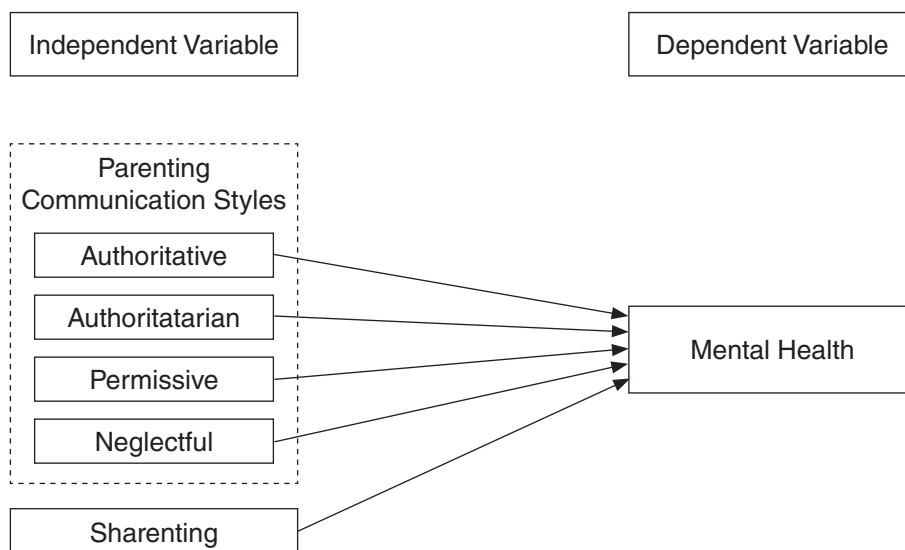 Independent Variable
Dependent Variable
Parenting
Communication Styles
Authoritative
Authoritatarian
Permissive
Neglectful
Mental Health
Sharenting